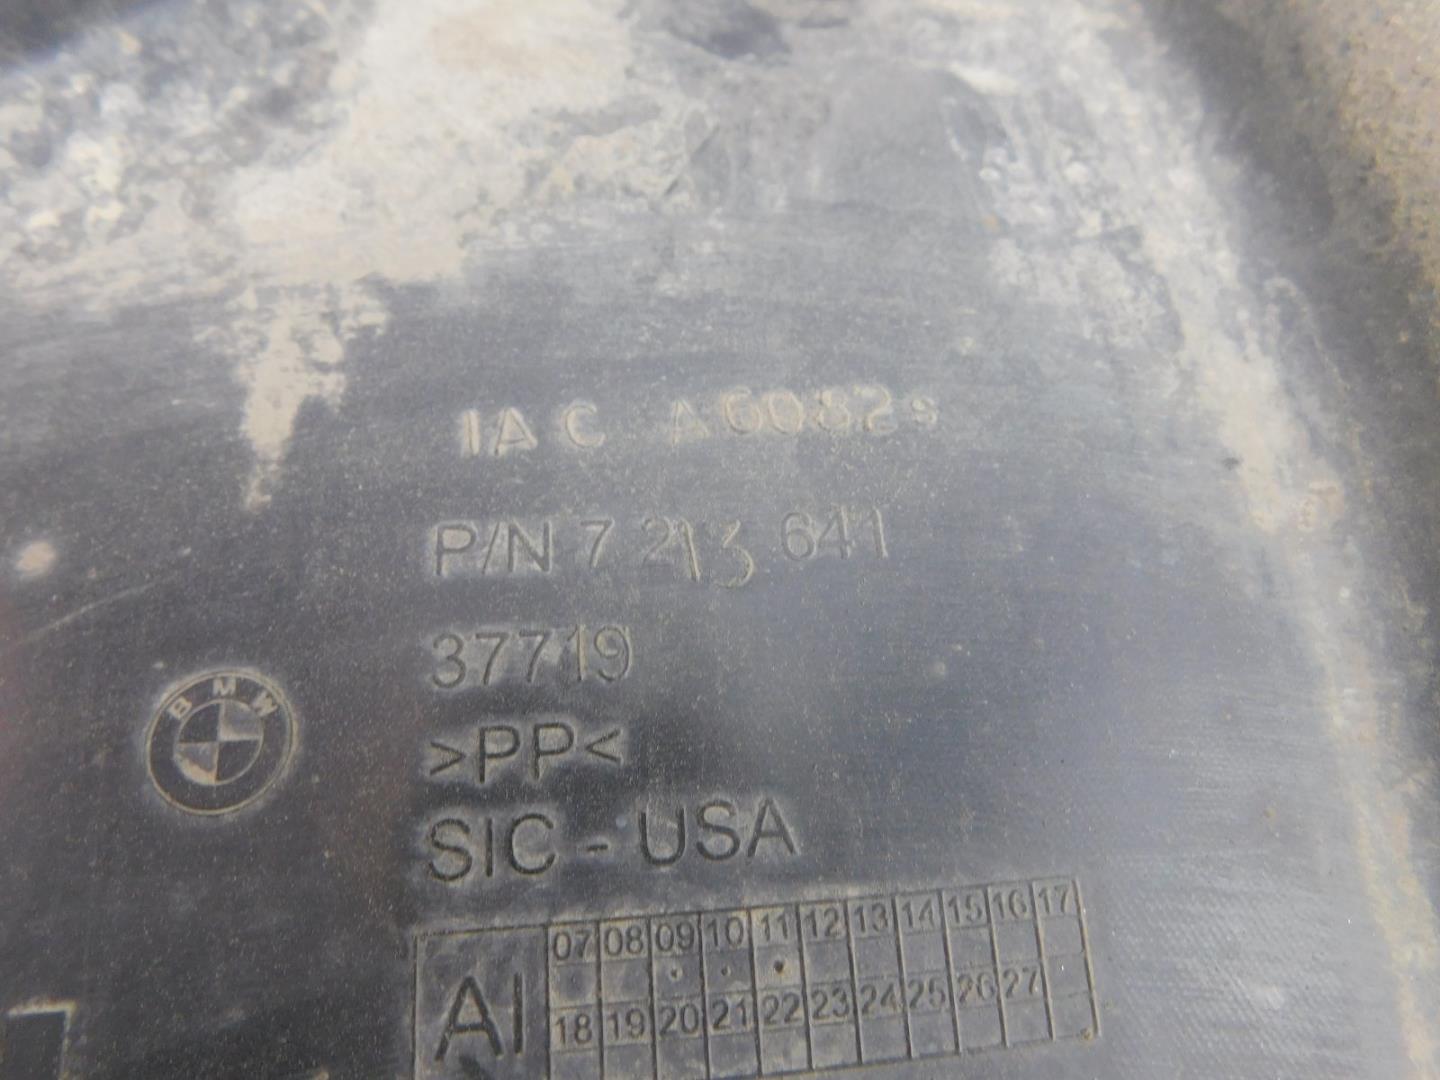 IAC A60829
P/N 7 213 641
37719
BMW
>PP<
SIC - USA
07 08 09 10 11 12 13 14 15 16 17
AI
18 19 20 21 22 23 24 25 26 27